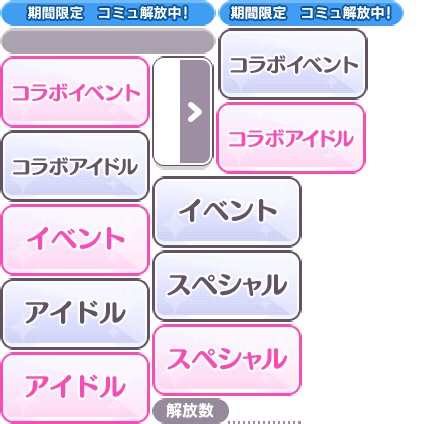 期間限定 コミュ解放中!
期間限定 コミュ解放中!
コラボイベント
コラボイベント
コラボアイドル
コラボアイドル
イベント
イベント
スペシャル
アイドル
スペシャル
アイドル
解放数